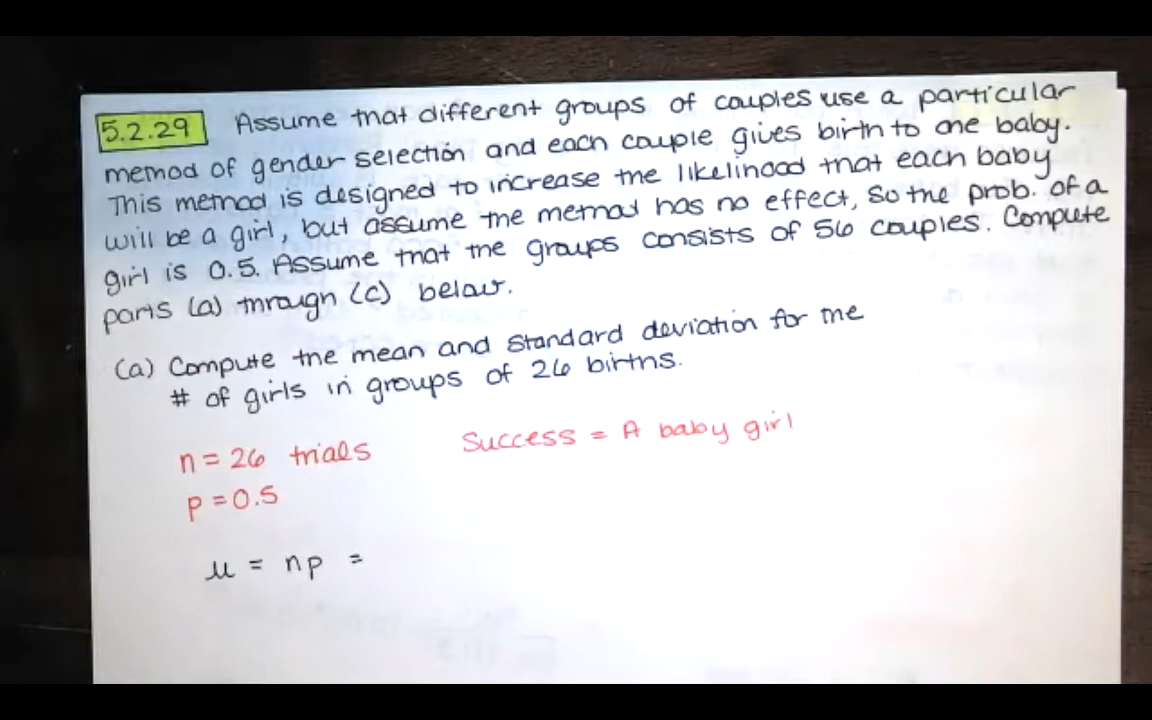 5.2.29 Assume that different groups of couples use a particular
method of gender selection and each couple gives birth to one baby.
This method is designed to increase the likelihood that each baby
will be a girl, but assume the method has no effect, so the prob. of a
girl is 0.5. Assume that the groups consists of 56 couples. Compute
parts (a) through (c) below.
(a) Compute the mean and standard deviation for the
# of girls in groups of 26 births.
n = 26 trials Success = A baby girl
p = 0.5
μ = np =